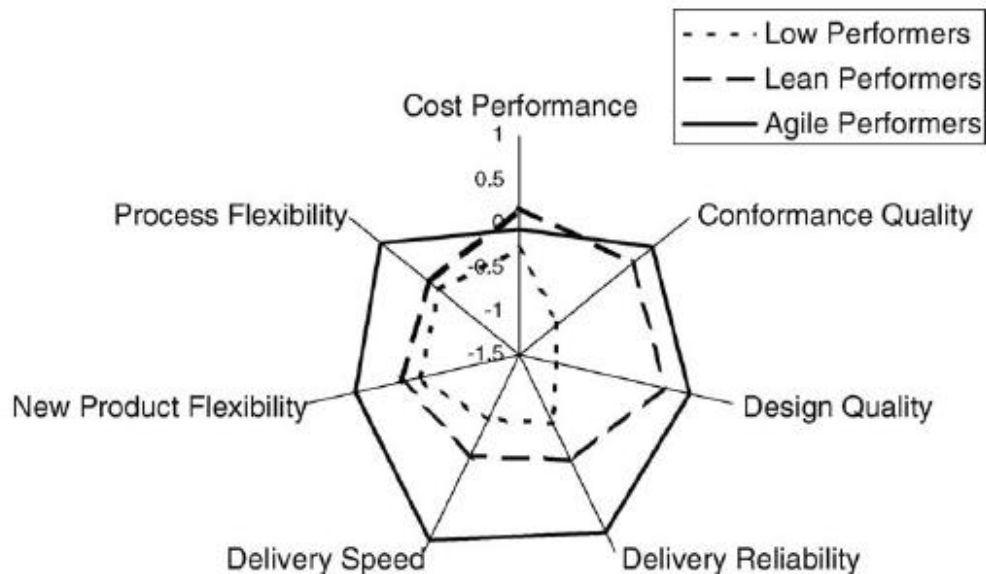 Low Performers
Lean Performers
Agile Performers
Cost Performance
1
0.5
0
-0.5
-1
-1.5
Process Flexibility
Conformance Quality
New Product Flexibility
Design Quality
Delivery Speed
Delivery Reliability